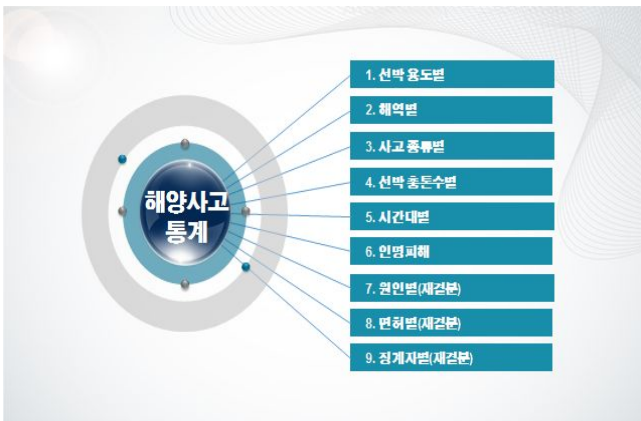 해양사고
통계
1. 선박 용도별
2. 해역별
3. 사고 종류별
4. 선박 총톤수별
5. 시간대별
6. 인명피해
7. 원인별(재결분)
8. 면허별(재결분)
9. 징계자별(재결분)